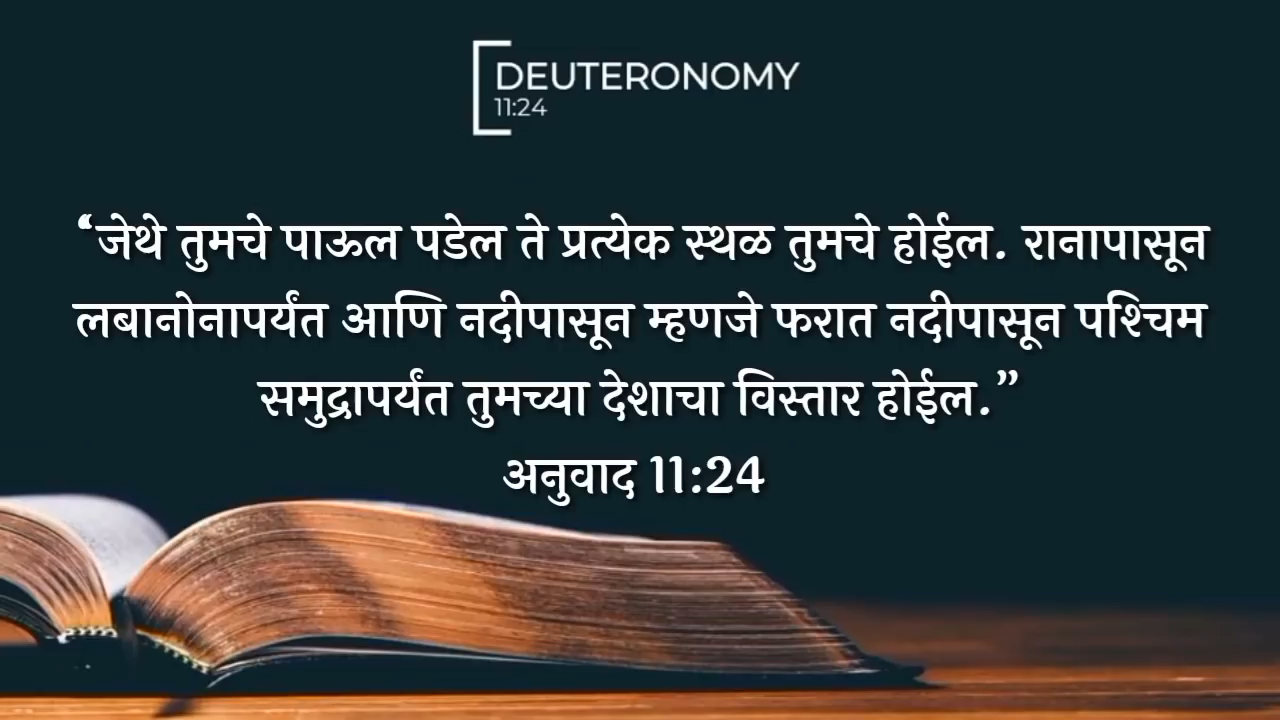 DEUTERONOMY
11:24
“जेथे तुमचे पाऊल पडेल ते प्रत्येक स्थळ तुमचे होईल. रानापासून
लबानोनापर्यंत आणि नदीपासून म्हणजे फरात नदीपासून पश्चिम
समुद्रापर्यंत तुमच्या देशाचा विस्तार होईल.”
अनुवाद 11:24